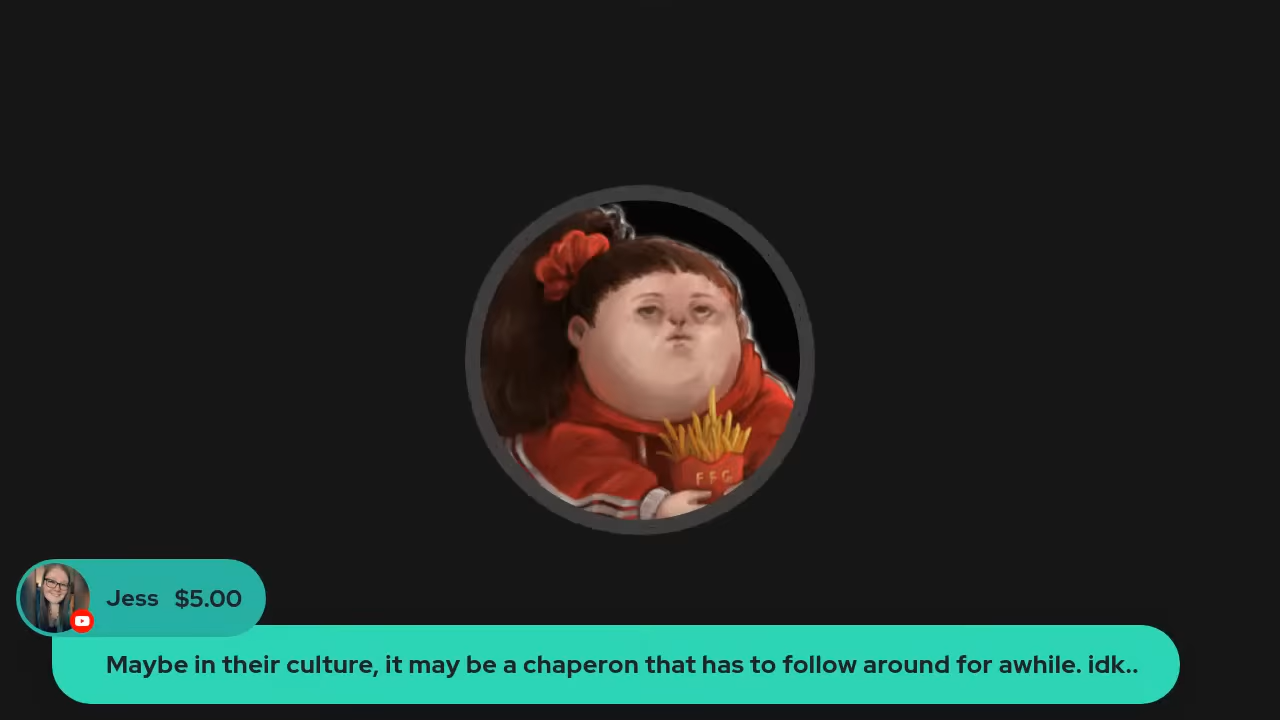 FFG
Jess $5.00
Maybe in their culture, it may be a chaperon that has to follow around for awhile. idk..